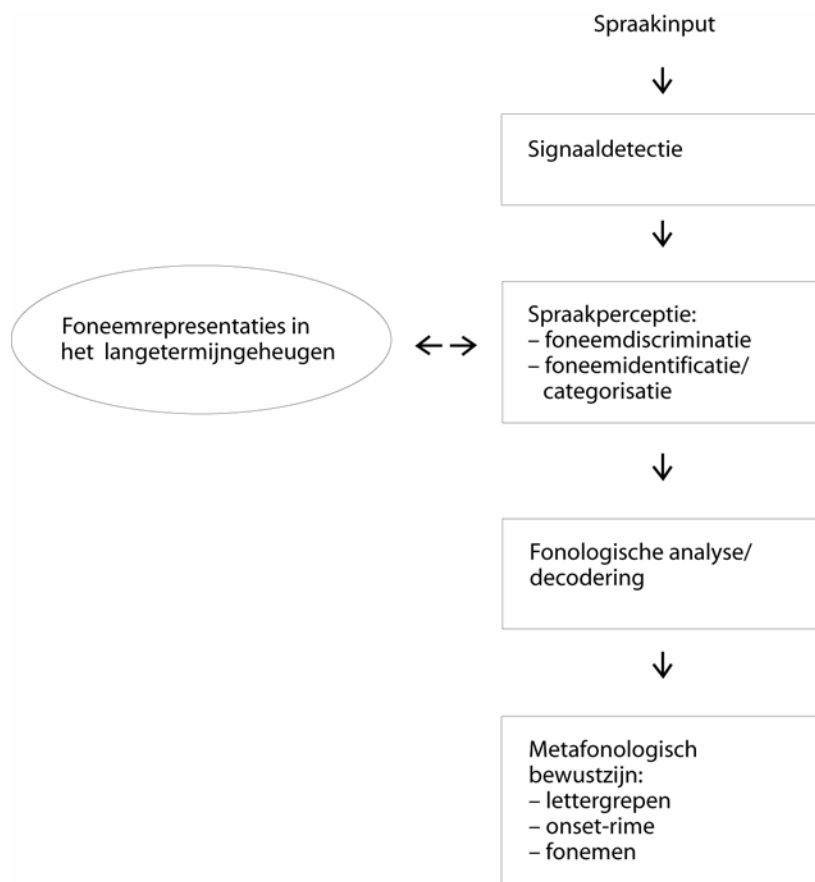 Spraakinput
Signaaldetectie
Foneemrepresentaties in
het langetermijngeheugen
Spraakperceptie:
– foneemdiscriminatie
– foneemidentificatie/
categorisatie
Fonologische analyse/
decodering
Metafonologisch
bewustzijn:
– lettergrepen
– onset-rime
– fonemen